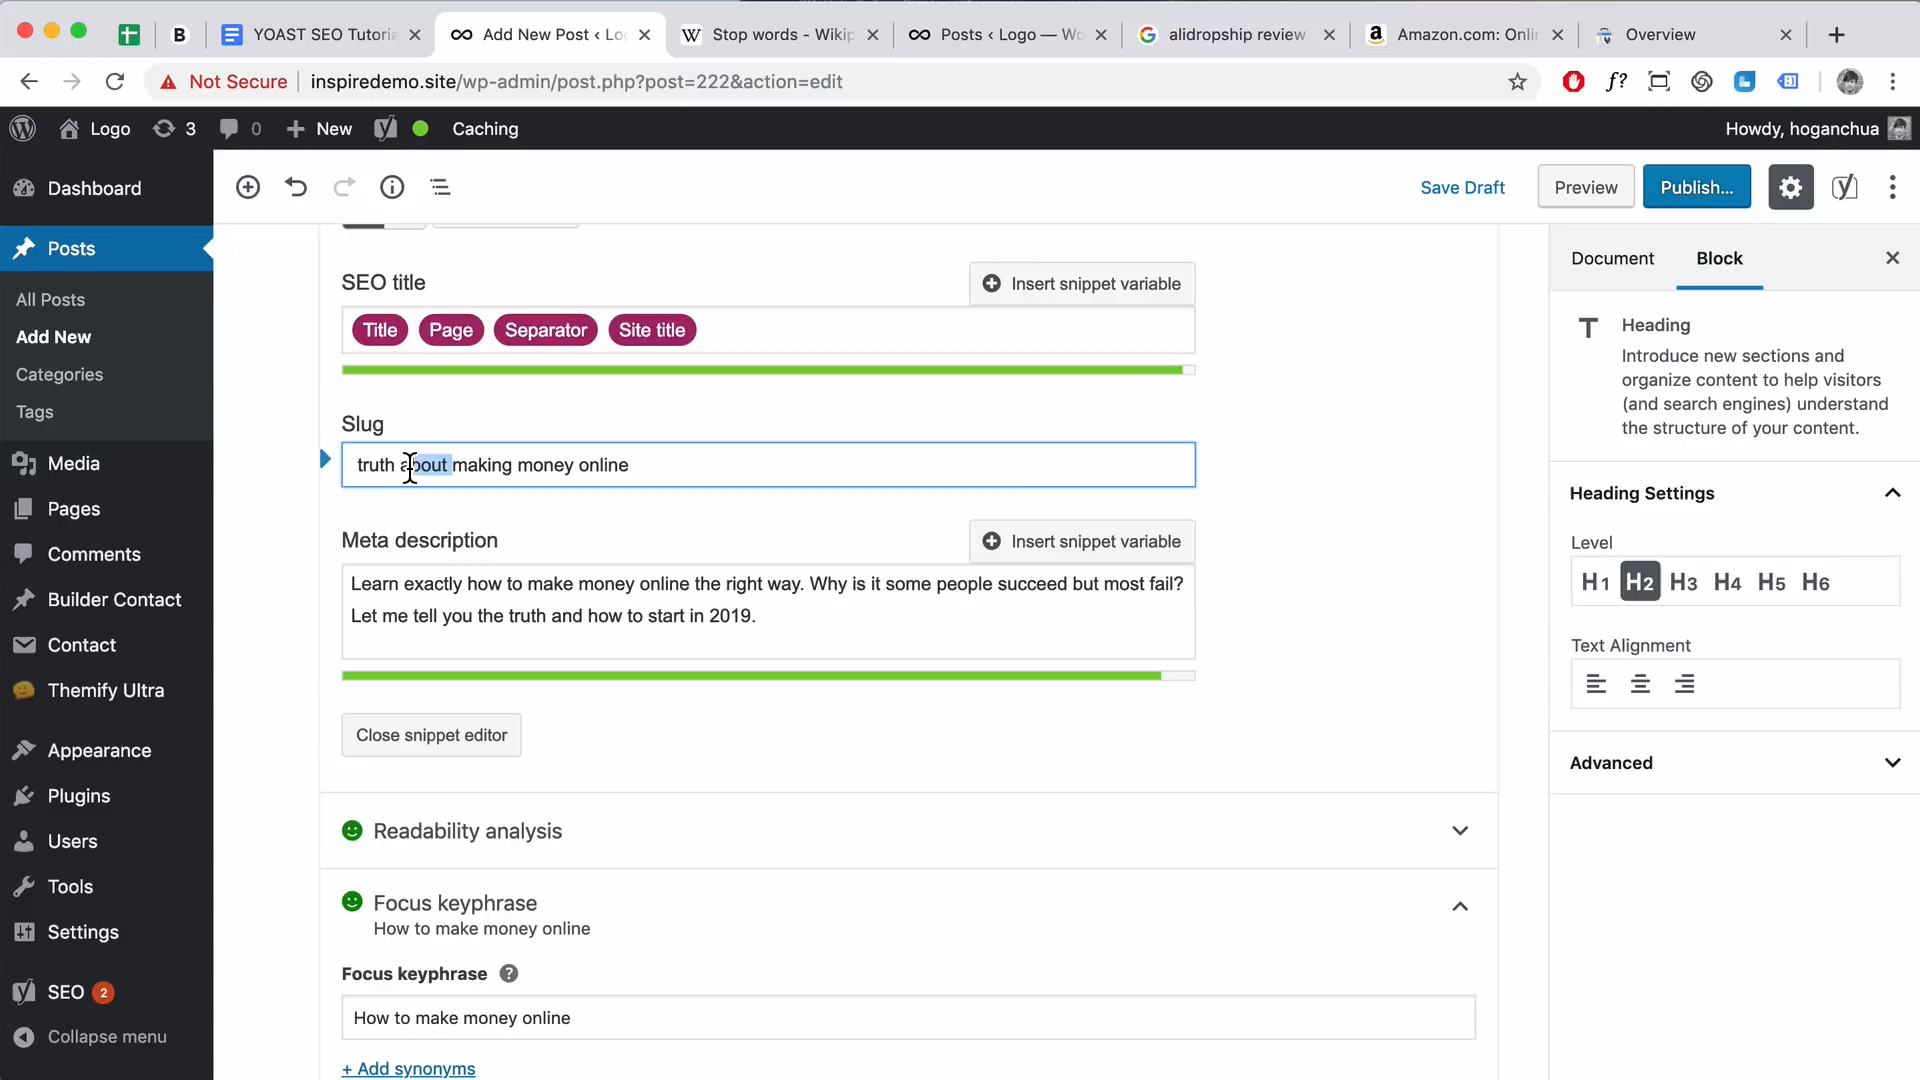 YOAST SEO Tutoria
Add New Post ‹ Lo
Stop words - Wikip
Posts ‹ Logo — Wo
alidropship review
Amazon.com: Onli
Overview
Not Secure
inspiredemo.site/wp-admin/post.php?post=222&action=edit
f?
Logo
3
0
New
Caching
Howdy, hoganchua
Dashboard
Posts
All Posts
Add New
Categories
Tags
Media
Pages
Comments
Builder Contact
Contact
Themify Ultra
Appearance
Plugins
Users
Tools
Settings
SEO 2
Collapse menu
Save Draft
Preview
Publish...
SEO title
Insert snippet variable
Title Page Separator Site title
Slug
truth about making money online
Meta description
Insert snippet variable
Learn exactly how to make money online the right way. Why is it some people succeed but most fail?
Let me tell you the truth and how to start in 2019.
Close snippet editor
Readability analysis
Focus keyphrase
How to make money online
Focus keyphrase ?
How to make money online
+ Add synonyms
Document
Block
T
Heading
Introduce new sections and
organize content to help visitors
(and search engines) understand
the structure of your content.
Heading Settings
Level
H1 H2 H3 H4 H5 H6
Text Alignment
Advanced